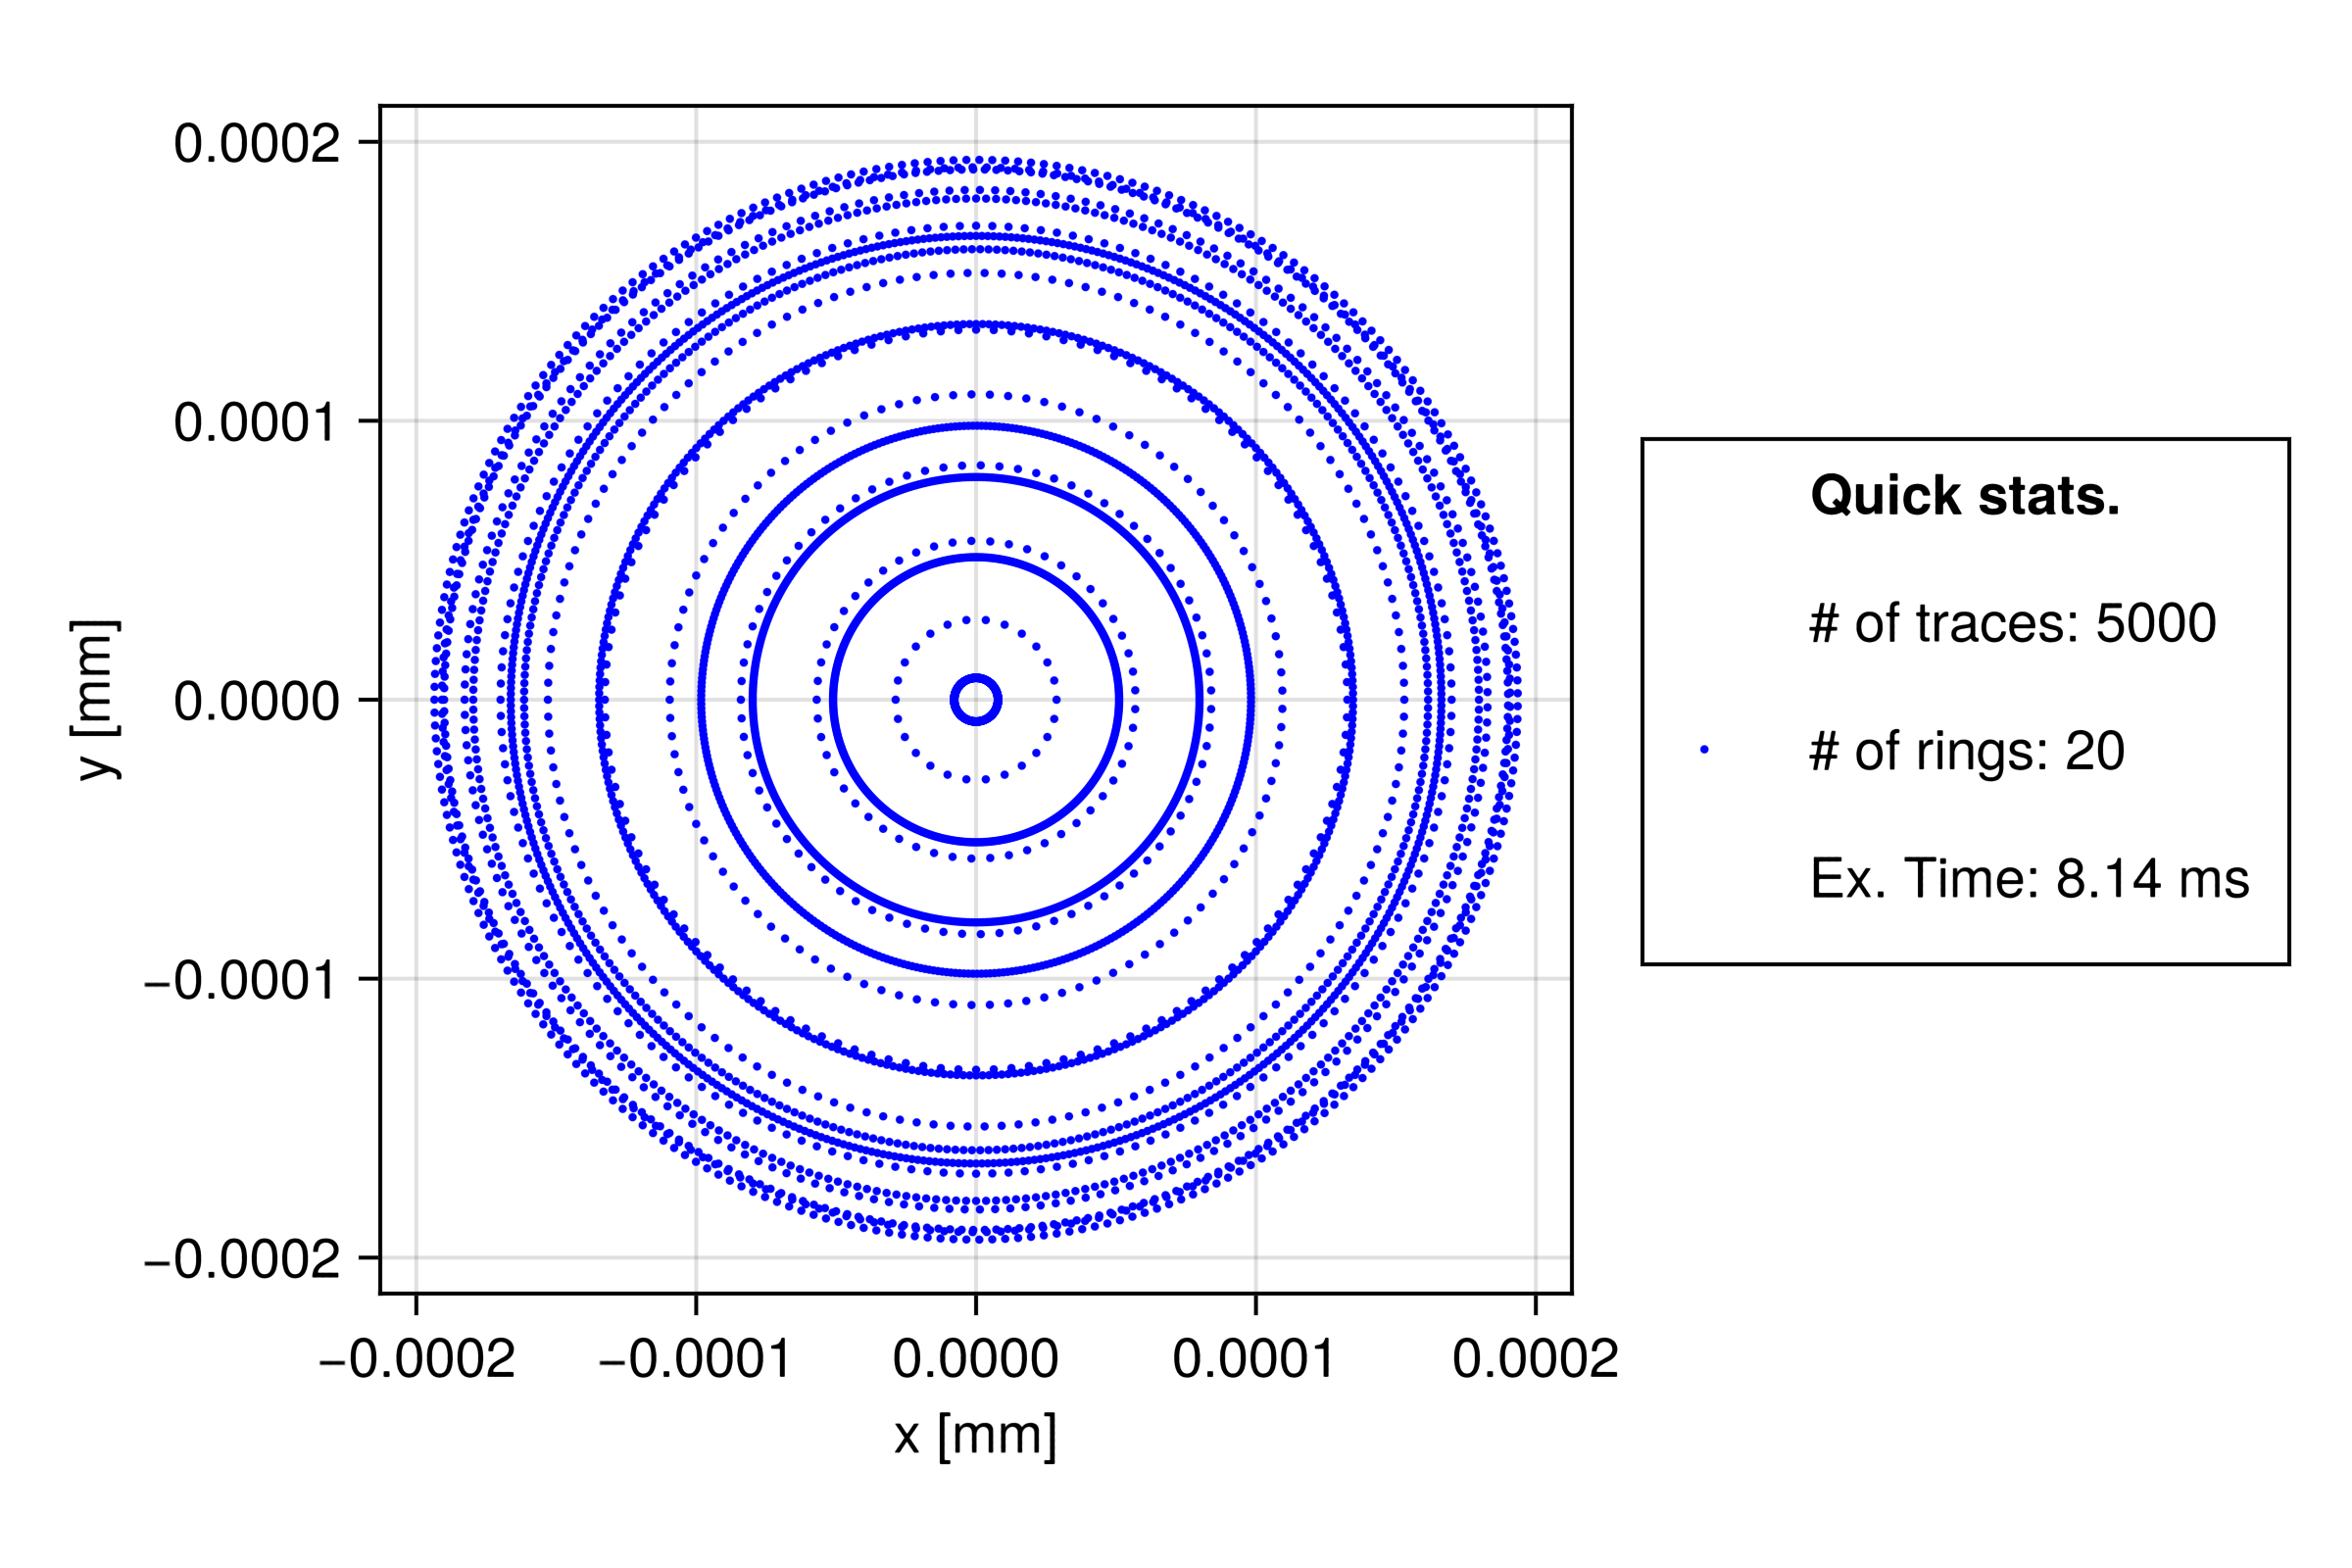 0.0002
0.0001
0.0000
−0.0001
−0.0002
y [mm]
−0.0002 −0.0001 0.0000 0.0001 0.0002
x [mm]
Quick stats.
# of traces: 5000
# of rings: 20
Ex. Time: 8.14 ms